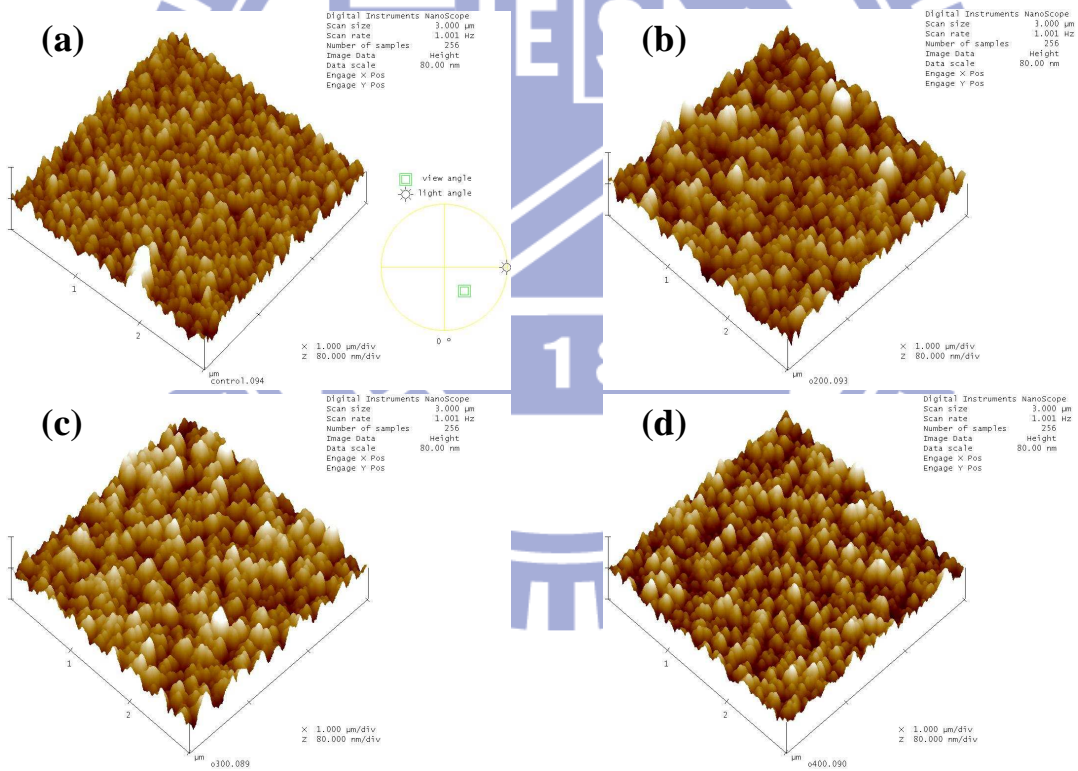 (a)
Digital Instruments NanoScope
Scan size 3.000 µm
Scan rate 1.001 Hz
Number of samples 256
Image Data Height
Data scale 80.00 nm
Engage X Pos
Engage Y Pos
view angle
light angle
0 °
1
2
µm
X 1.000 µm/div
Z 80.000 nm/div
control.094
(b)
Digital Instruments NanoScope
Scan size 3.000 µm
Scan rate 1.001 Hz
Number of samples 256
Image Data Height
Data scale 80.00 nm
Engage X Pos
Engage Y Pos
1
2
µm
X 1.000 µm/div
Z 80.000 nm/div
o200.093
(c)
Digital Instruments NanoScope
Scan size 3.000 µm
Scan rate 1.001 Hz
Number of samples 256
Image Data Height
Data scale 80.00 nm
Engage X Pos
Engage Y Pos
1
2
µm
X 1.000 µm/div
Z 80.000 nm/div
o300.089
(d)
Digital Instruments NanoScope
Scan size 3.000 µm
Scan rate 1.001 Hz
Number of samples 256
Image Data Height
Data scale 80.00 nm
Engage X Pos
Engage Y Pos
1
2
µm
X 1.000 µm/div
Z 80.000 nm/div
o400.090
E
18